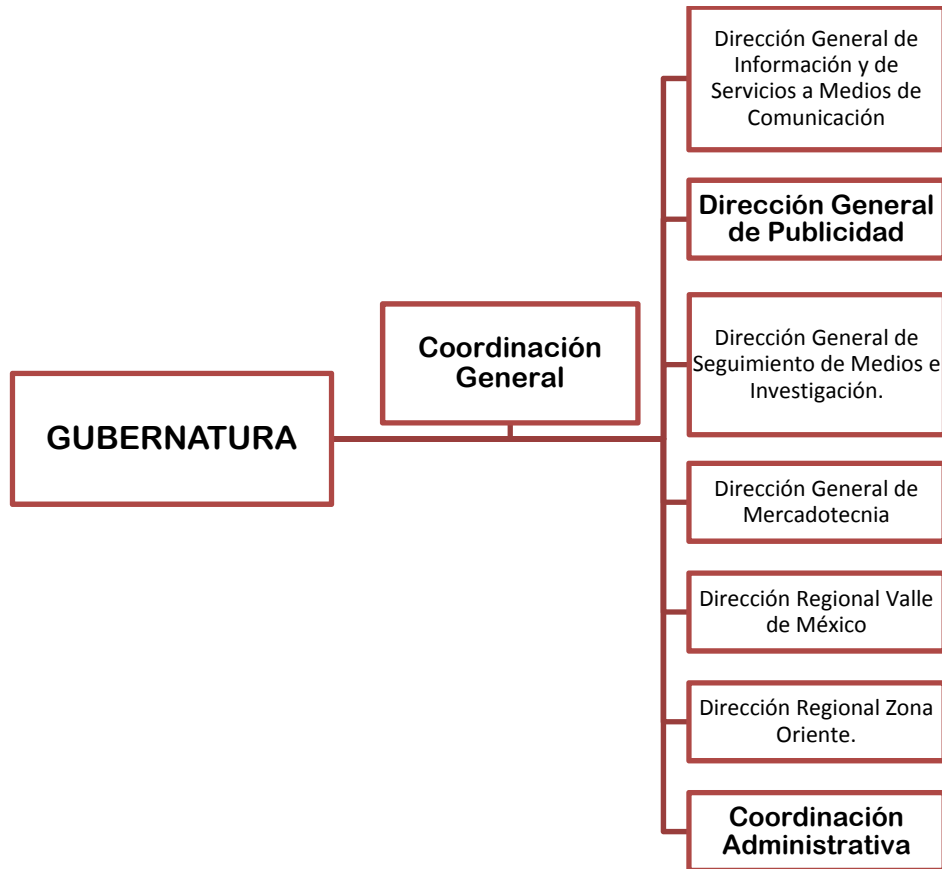 GUBERNATURA
Coordinación
General
Dirección General de
Información y de
Servicios a Medios de
Comunicación
Dirección General
de Publicidad
Dirección General de
Seguimiento de Medios e
Investigación.
Dirección General de
Mercadotecnia
Dirección Regional Valle
de México
Dirección Regional Zona
Oriente.
Coordinación
Administrativa